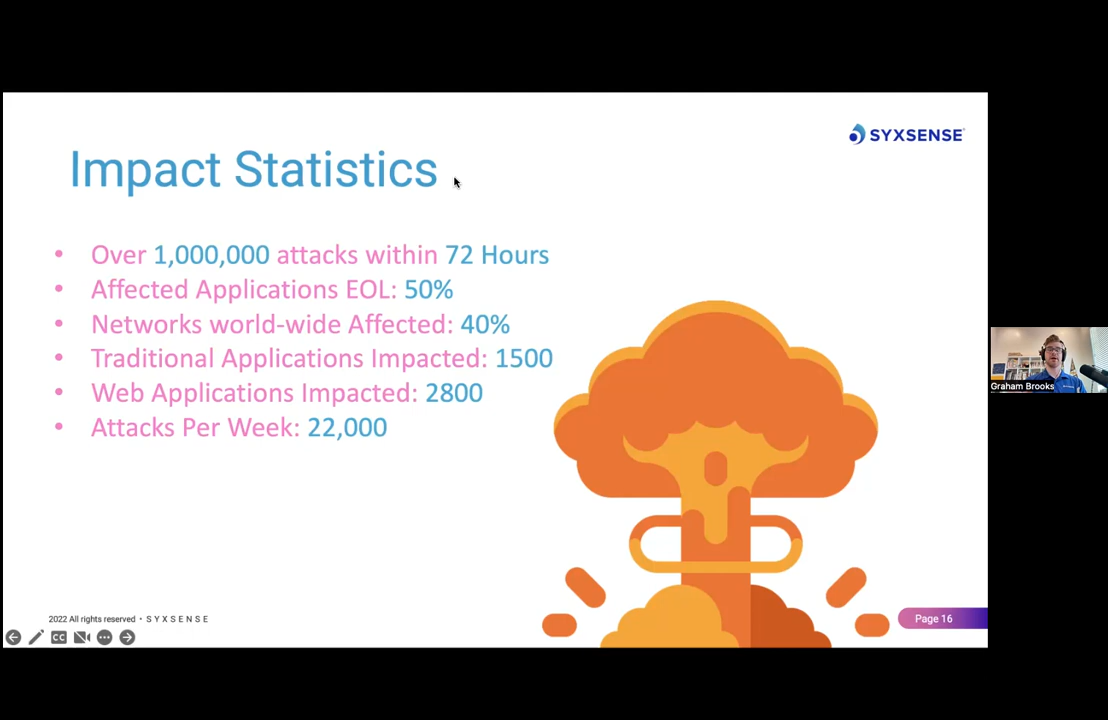 SYXSENSE
Impact Statistics
• Over 1,000,000 attacks within 72 Hours
• Affected Applications EOL: 50%
• Networks world-wide Affected: 40%
• Traditional Applications Impacted: 1500
• Web Applications Impacted: 2800
• Attacks Per Week: 22,000
Graham Brooks
2022 All rights reserved • SYXSENSE
Page 16
CC